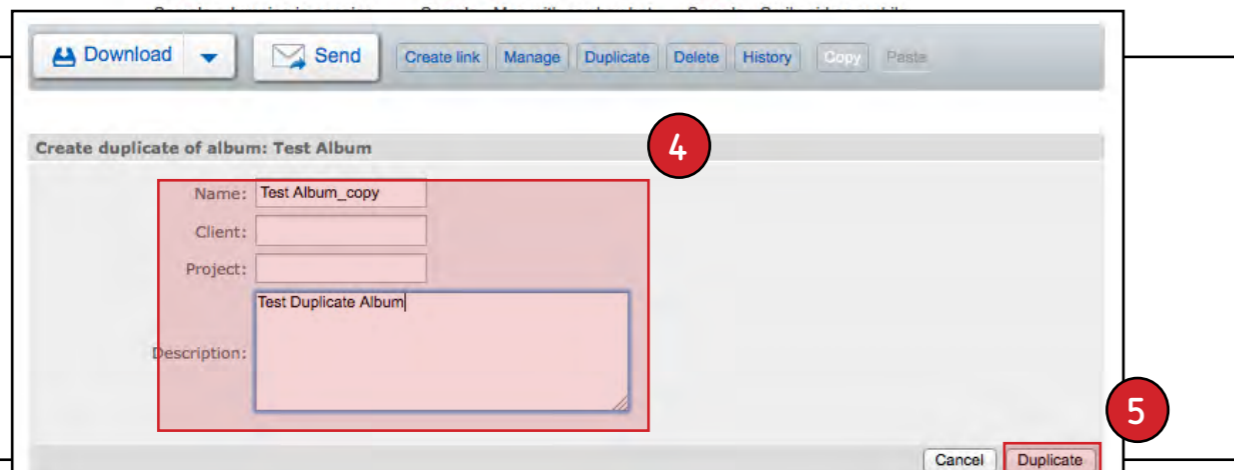 Download Send Create link Manage Duplicate Delete History Copy Paste
Create duplicate of album: Test Album
4
Name: Test Album_copy
Client:
Project:
Test Duplicate Album
Description:
5
Cancel Duplicate